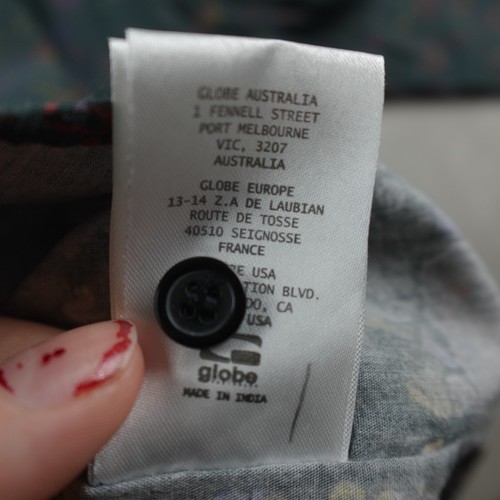 GLOBE AUSTRALIA
1 FENNELL STREET
PORT MELBOURNE
VIC, 3207
AUSTRALIA
GLOBE EUROPE
13-14 Z.A DE LAUBIAN
ROUTE DE TOSSE
40510 SEIGNOSSE
FRANCE
USA
BLVD.
CA
USA
globe
MADE IN INDIA